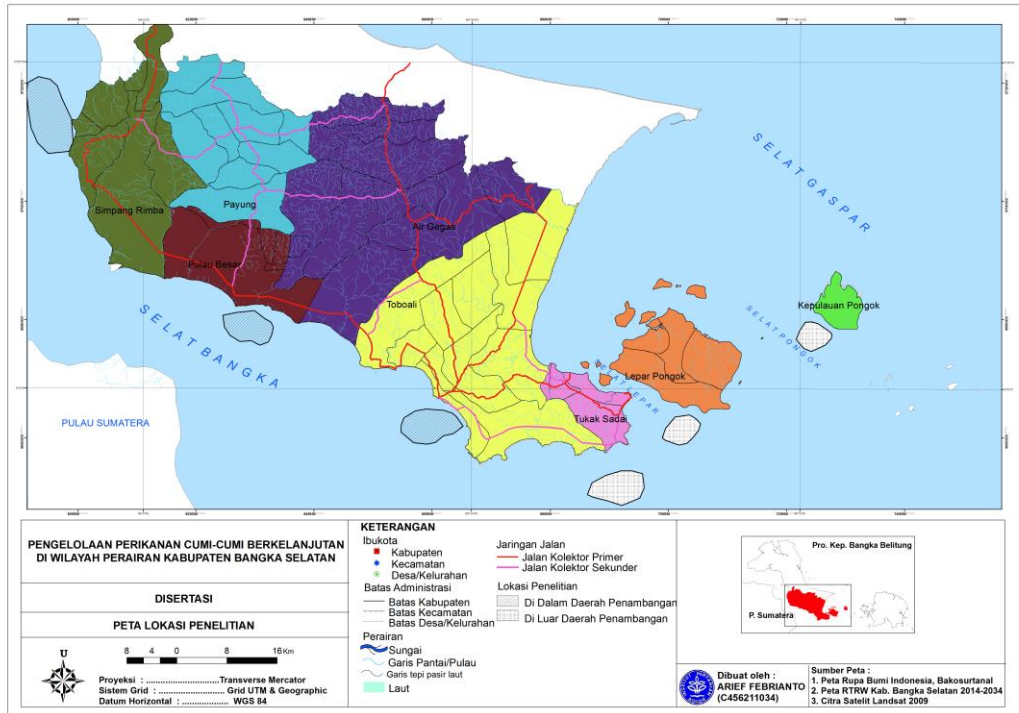 SELAT GASPAR
Simpang Rimba
Payung
Air Gegas
Pulau Besar
Toboali
Kepulauan Pongok
SELAT PONGOK
SELAT BANGKA
SELAT LEPAR
Lepar Pongok
Tukak Sadai
PULAU SUMATERA
PENGELOLAAN PERIKANAN CUMI-CUMI BERKELANJUTAN
DI WILAYAH PERAIRAN KABUPATEN BANGKA SELATAN
DISERTASI
PETA LOKASI PENELITIAN
U
8 4 0 8 16 Km
Proyeksi : Transverse Mercator
Sistem Grid : Grid UTM & Geographic
Datum Horizontal : WGS 84
KETERANGAN
Ibukota
Kabupaten
Kecamatan
Desa/Kelurahan
Batas Administrasi
Batas Kabupaten
Batas Kecamatan
Batas Desa/Kelurahan
Perairan
Sungai
Garis Pantai/Pulau
Garis tepi pasir laut
Laut
Jaringan Jalan
Jalan Kolektor Primer
Jalan Kolektor Sekunder
Lokasi Penelitian
Di Dalam Daerah Penambangan
Di Luar Daerah Penambangan
Pro. Kep. Bangka Belitung
P. Sumatera
Dibuat oleh :
ARIEF FEBRIANTO
(C456211034)
Sumber Peta :
1. Peta Rupa Bumi Indonesia, Bakosurtanal
2. Peta RTRW Kab. Bangka Selatan 2014-2034
3. Citra Satelit Landsat 2009